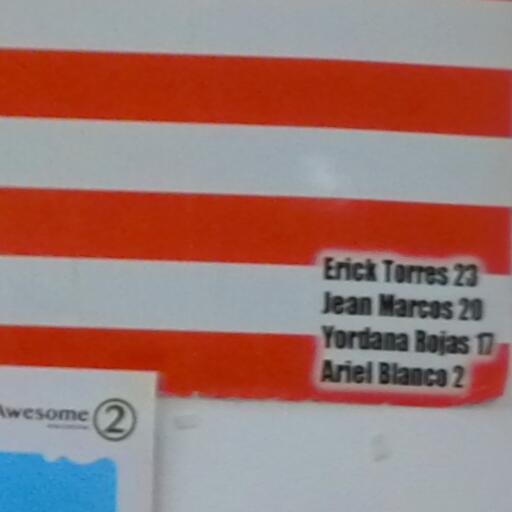 Erick Torres 23
Jean Marcos 20
Yordana Rojas 17
Ariel Blanco 2
Awesome 2